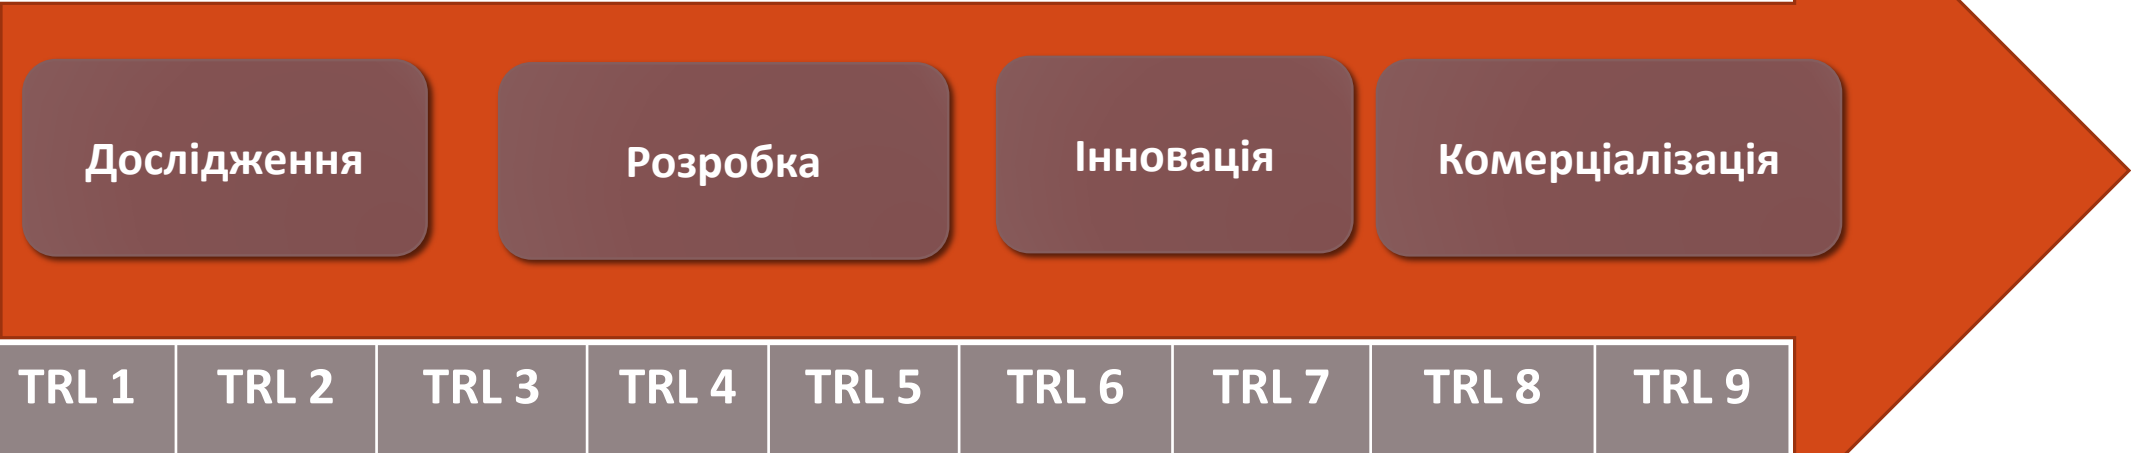 Дослідження
Розробка
Інновація
Комерціалізація
TRL 1 TRL 2 TRL 3 TRL 4 TRL 5 TRL 6 TRL 7 TRL 8 TRL 9